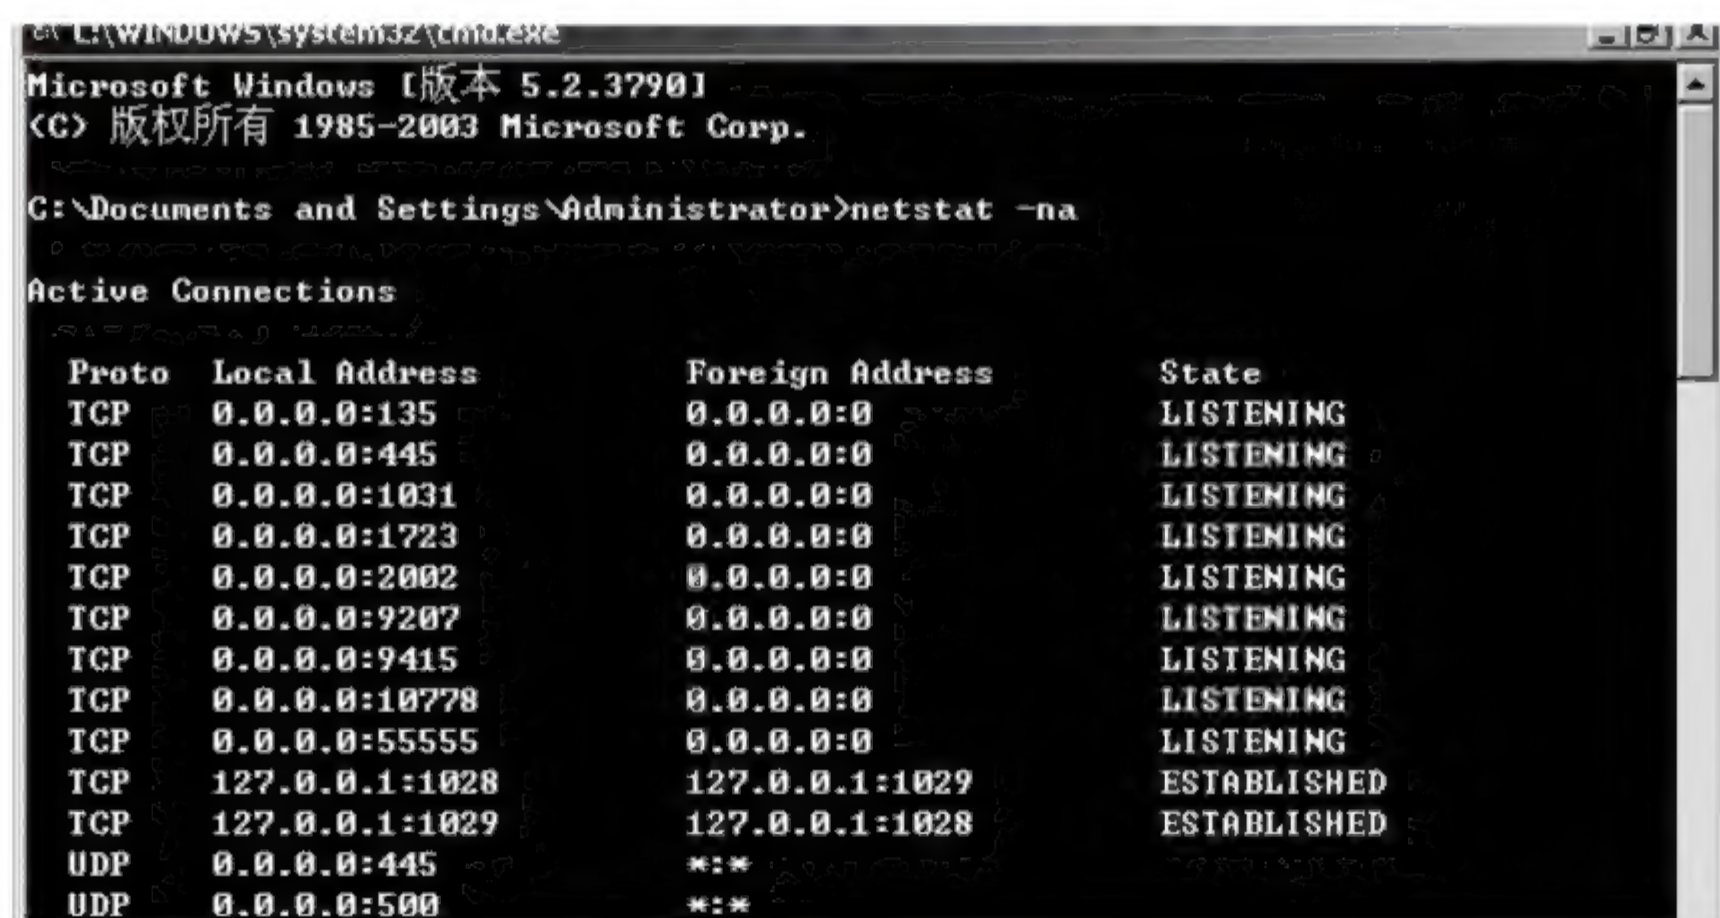 C:\WINDOWS\system32\cmd.exe
Microsoft Windows [版本 5.2.3790]
(C) 版权所有 1985-2003 Microsoft Corp.
C:\Documents and Settings\Administrator>netstat -na
Active Connections
Proto Local Address Foreign Address State
TCP 0.0.0.0:135 0.0.0.0:0 LISTENING
TCP 0.0.0.0:445 0.0.0.0:0 LISTENING
TCP 0.0.0.0:1031 0.0.0.0:0 LISTENING
TCP 0.0.0.0:1723 0.0.0.0:0 LISTENING
TCP 0.0.0.0:2002 0.0.0.0:0 LISTENING
TCP 0.0.0.0:9207 0.0.0.0:0 LISTENING
TCP 0.0.0.0:9415 0.0.0.0:0 LISTENING
TCP 0.0.0.0:10778 0.0.0.0:0 LISTENING
TCP 0.0.0.0:55555 0.0.0.0:0 LISTENING
TCP 127.0.0.1:1028 127.0.0.1:1029 ESTABLISHED
TCP 127.0.0.1:1029 127.0.0.1:1028 ESTABLISHED
UDP 0.0.0.0:445 *:*
UDP 0.0.0.0:500 *:*